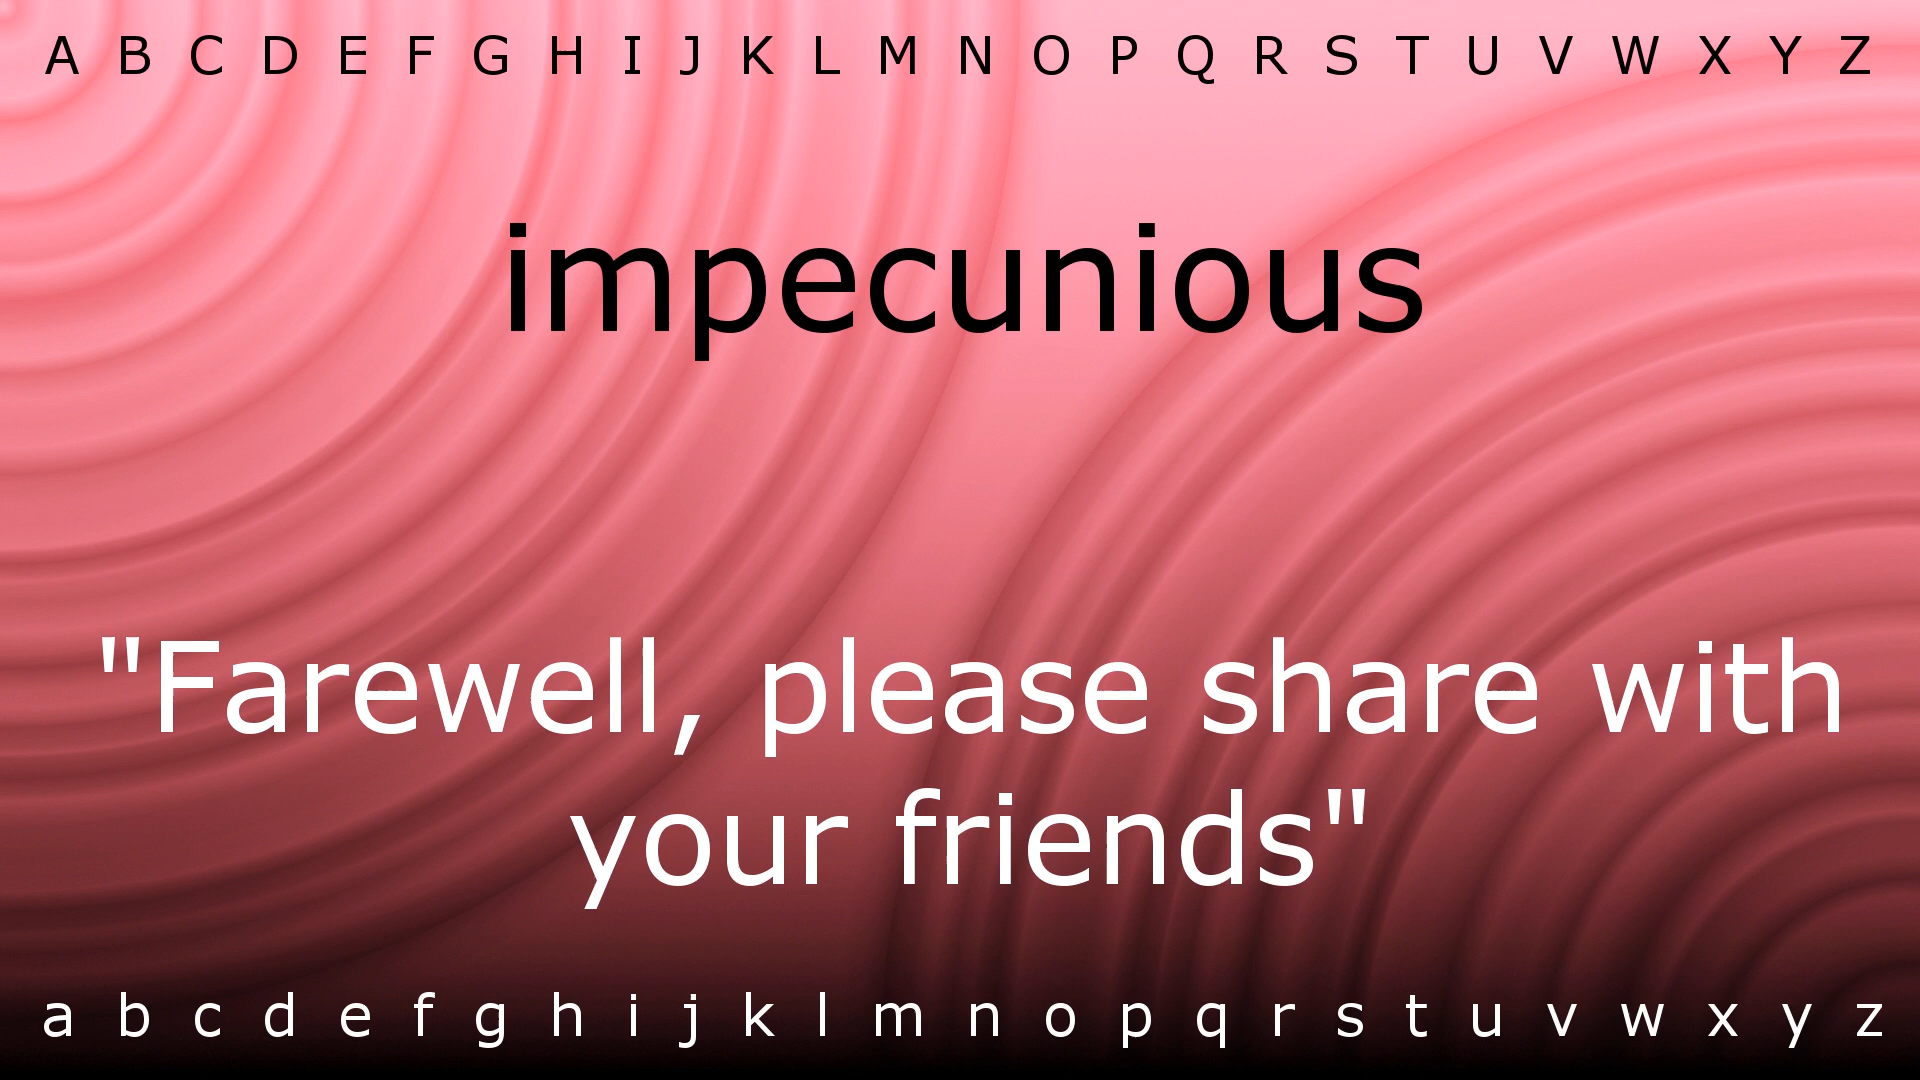 A B C D E F G H I J K L M N O P Q R S T U V W X Y Z
impecunious
"Farewell, please share with
your friends"
a b c d e f g h i j k l m n o p q r s t u v w x y z